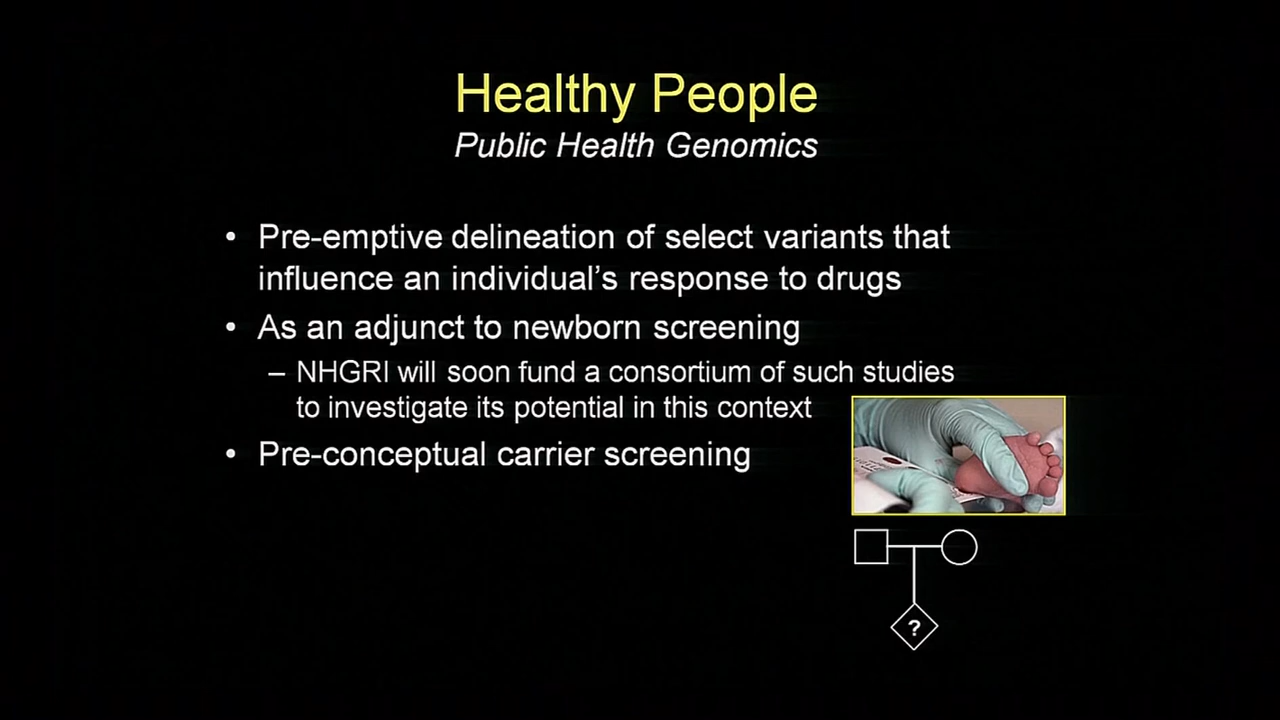 Healthy People
Public Health Genomics
• Pre-emptive delineation of select variants that
influence an individual's response to drugs
• As an adjunct to newborn screening
– NHGRI will soon fund a consortium of such studies
to investigate its potential in this context
• Pre-conceptual carrier screening
?